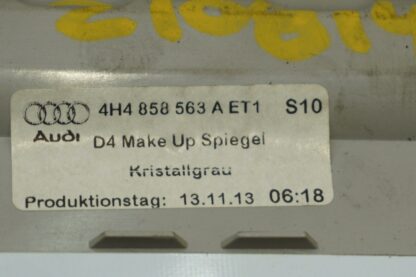 4H4 858 563 A ET1 S10
Audi D4 Make Up Spiegel
Kristallgrau
Produktionstag: 13.11.13 06:18